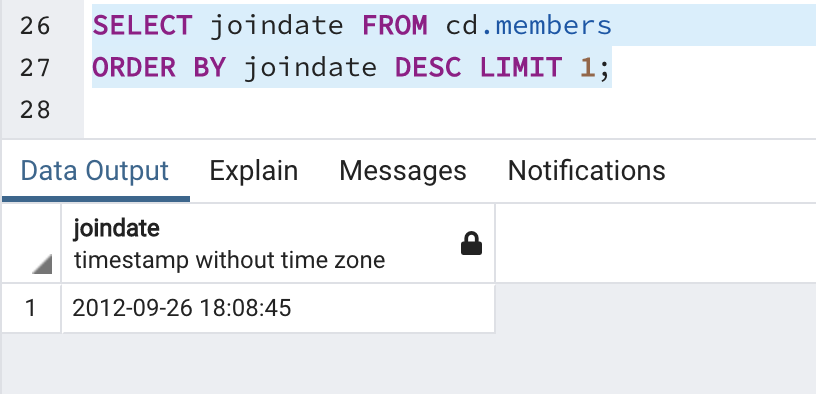 26 SELECT joindate FROM cd.members
27 ORDER BY joindate DESC LIMIT 1;
28
Data Output Explain Messages Notifications
joindate
timestamp without time zone
1 2012-09-26 18:08:45